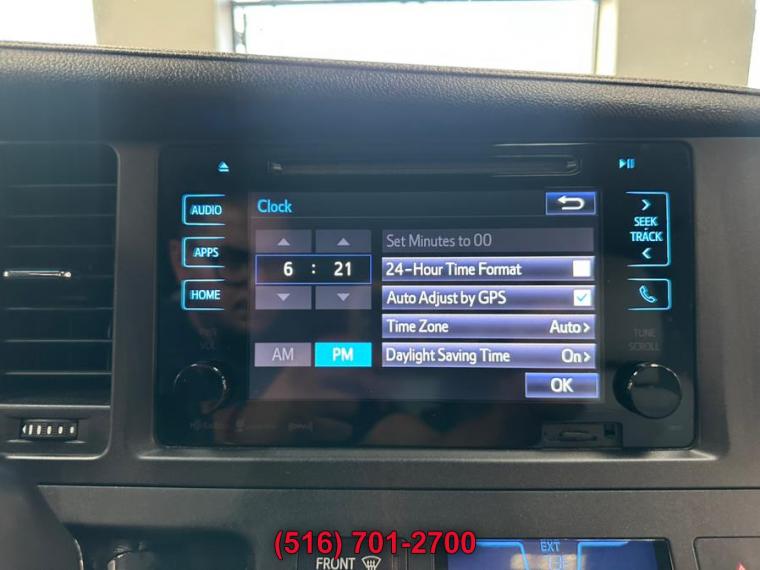 AUDIO
APPS
HOME
Clock
6 : 21
AM PM
Set Minutes to 00
24-Hour Time Format
Auto Adjust by GPS
Time Zone Auto>
Daylight Saving Time On>
OK
>
SEEK
TRACK
<
TUNE
SCROLL
VOL
(516) 701-2700
FRONT
EXT